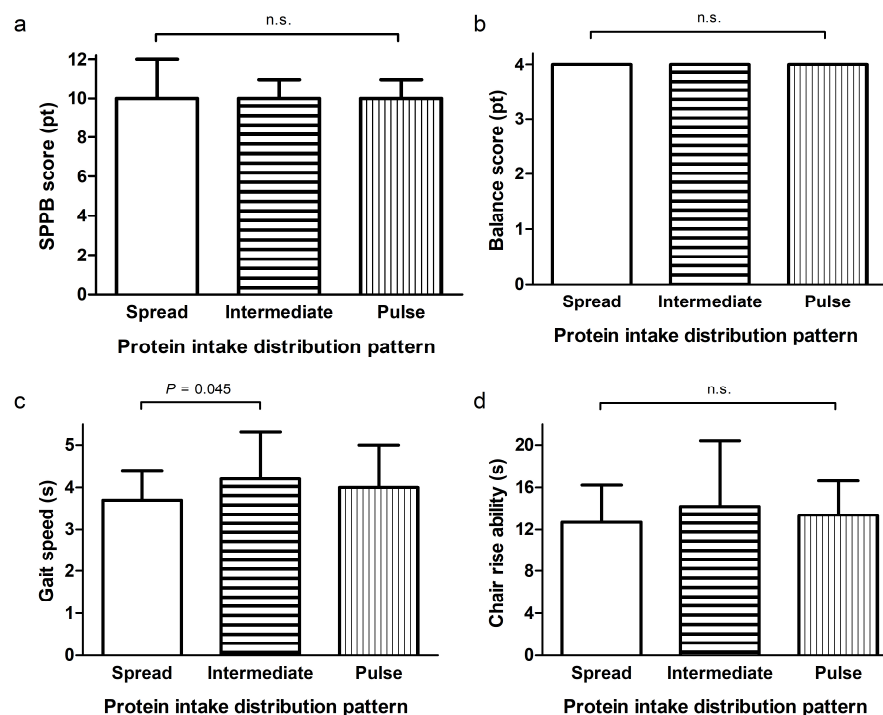 a
n.s.
SPPB score (pt)
12
10
8
6
4
2
0
Spread Intermediate Pulse
Protein intake distribution pattern
b
n.s.
Balance score (pt)
4
3
2
1
0
Spread Intermediate Pulse
Protein intake distribution pattern
c
P = 0.045
Gait speed (s)
5
4
3
2
1
0
Spread Intermediate Pulse
Protein intake distribution pattern
d
n.s.
Chair rise ability (s)
20
16
12
8
4
0
Spread Intermediate Pulse
Protein intake distribution pattern